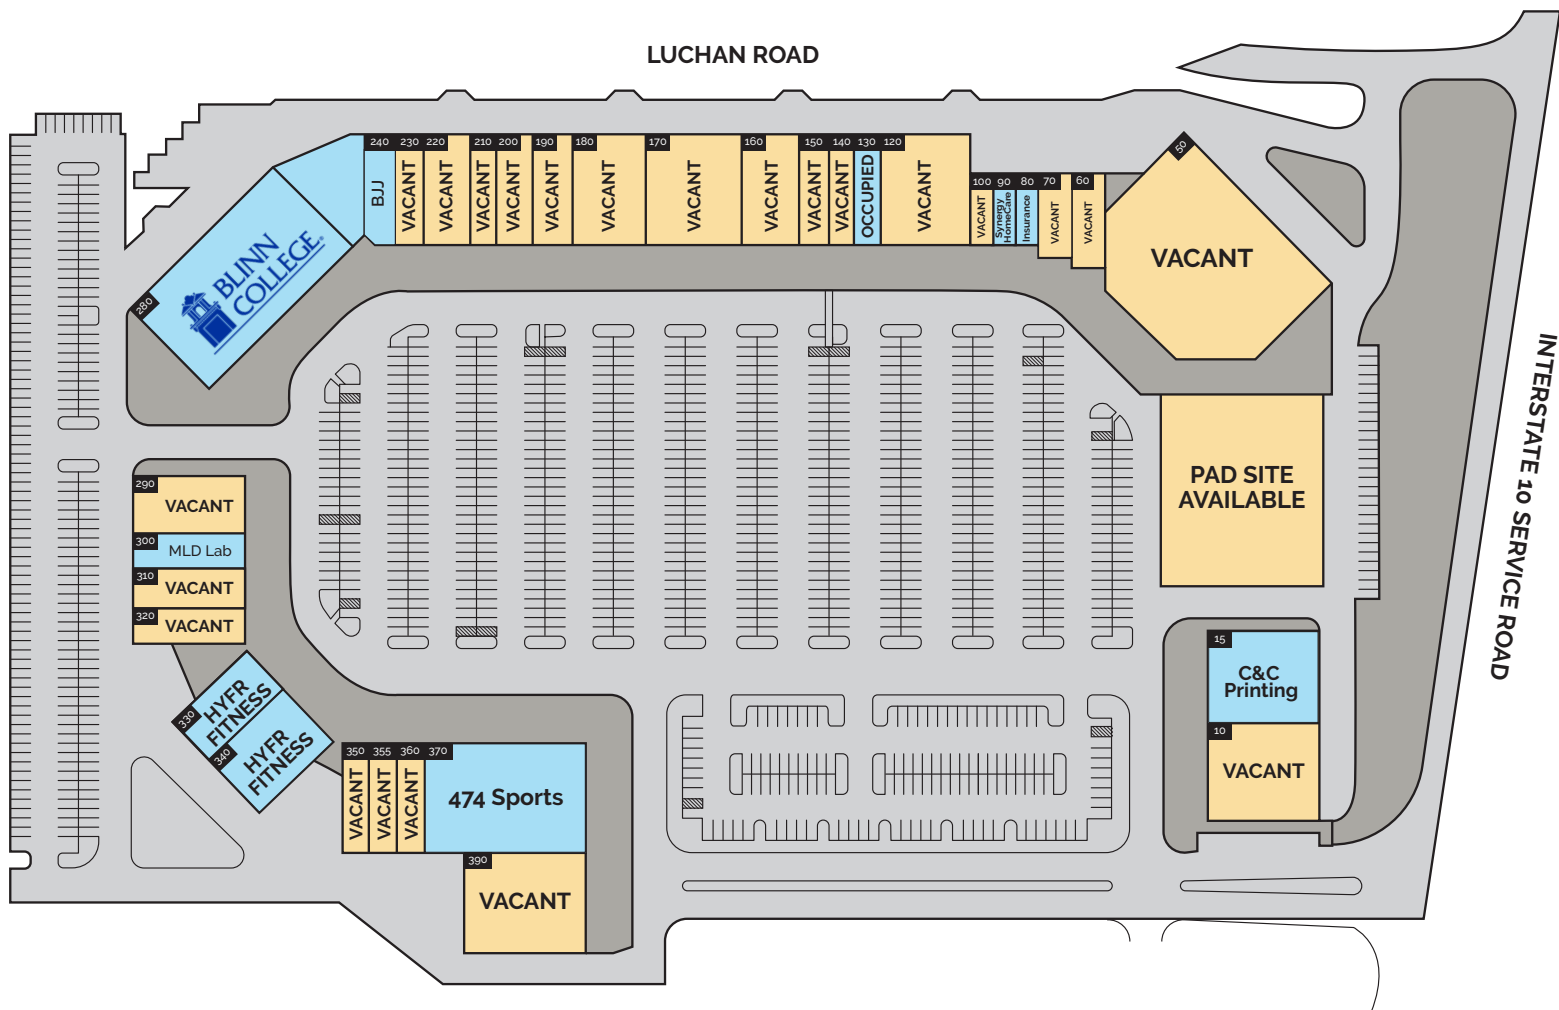 LUCHAN ROAD
240
BJJ
230
VACANT
220
VACANT
210
VACANT
200
VACANT
190
VACANT
180
VACANT
170
VACANT
160
VACANT
150
VACANT
140
VACANT
130
OCCUPIED
120
VACANT
100
VACANT
90
Synergy
HomeCare
80
Insurance
70
VACANT
60
VACANT
50
VACANT
280
BLINN
COLLEGE®
PAD SITE
AVAILABLE
INTERSTATE 10 SERVICE ROAD
290
VACANT
300
MLD Lab
310
VACANT
320
VACANT
330
HYFR
FITNESS
340
HYFR
FITNESS
350
VACANT
355
VACANT
360
VACANT
370
474 Sports
390
VACANT
15
C&C
Printing
10
VACANT